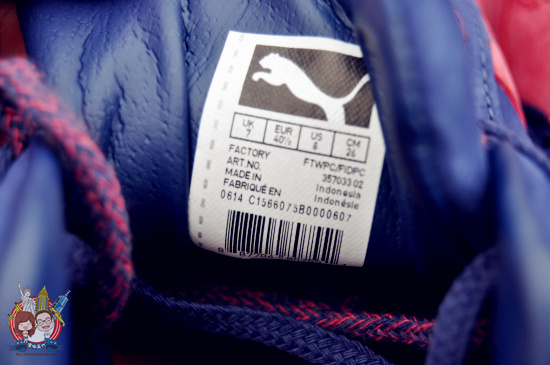 UK EUR US CM
7 40½ 8 26
FACTORY FTWPC/FIDPC
ART.NO. 357033 02
MADE IN Indonesia
FABRIQUÉ EN Indonésie
0614 C1566075B0000607